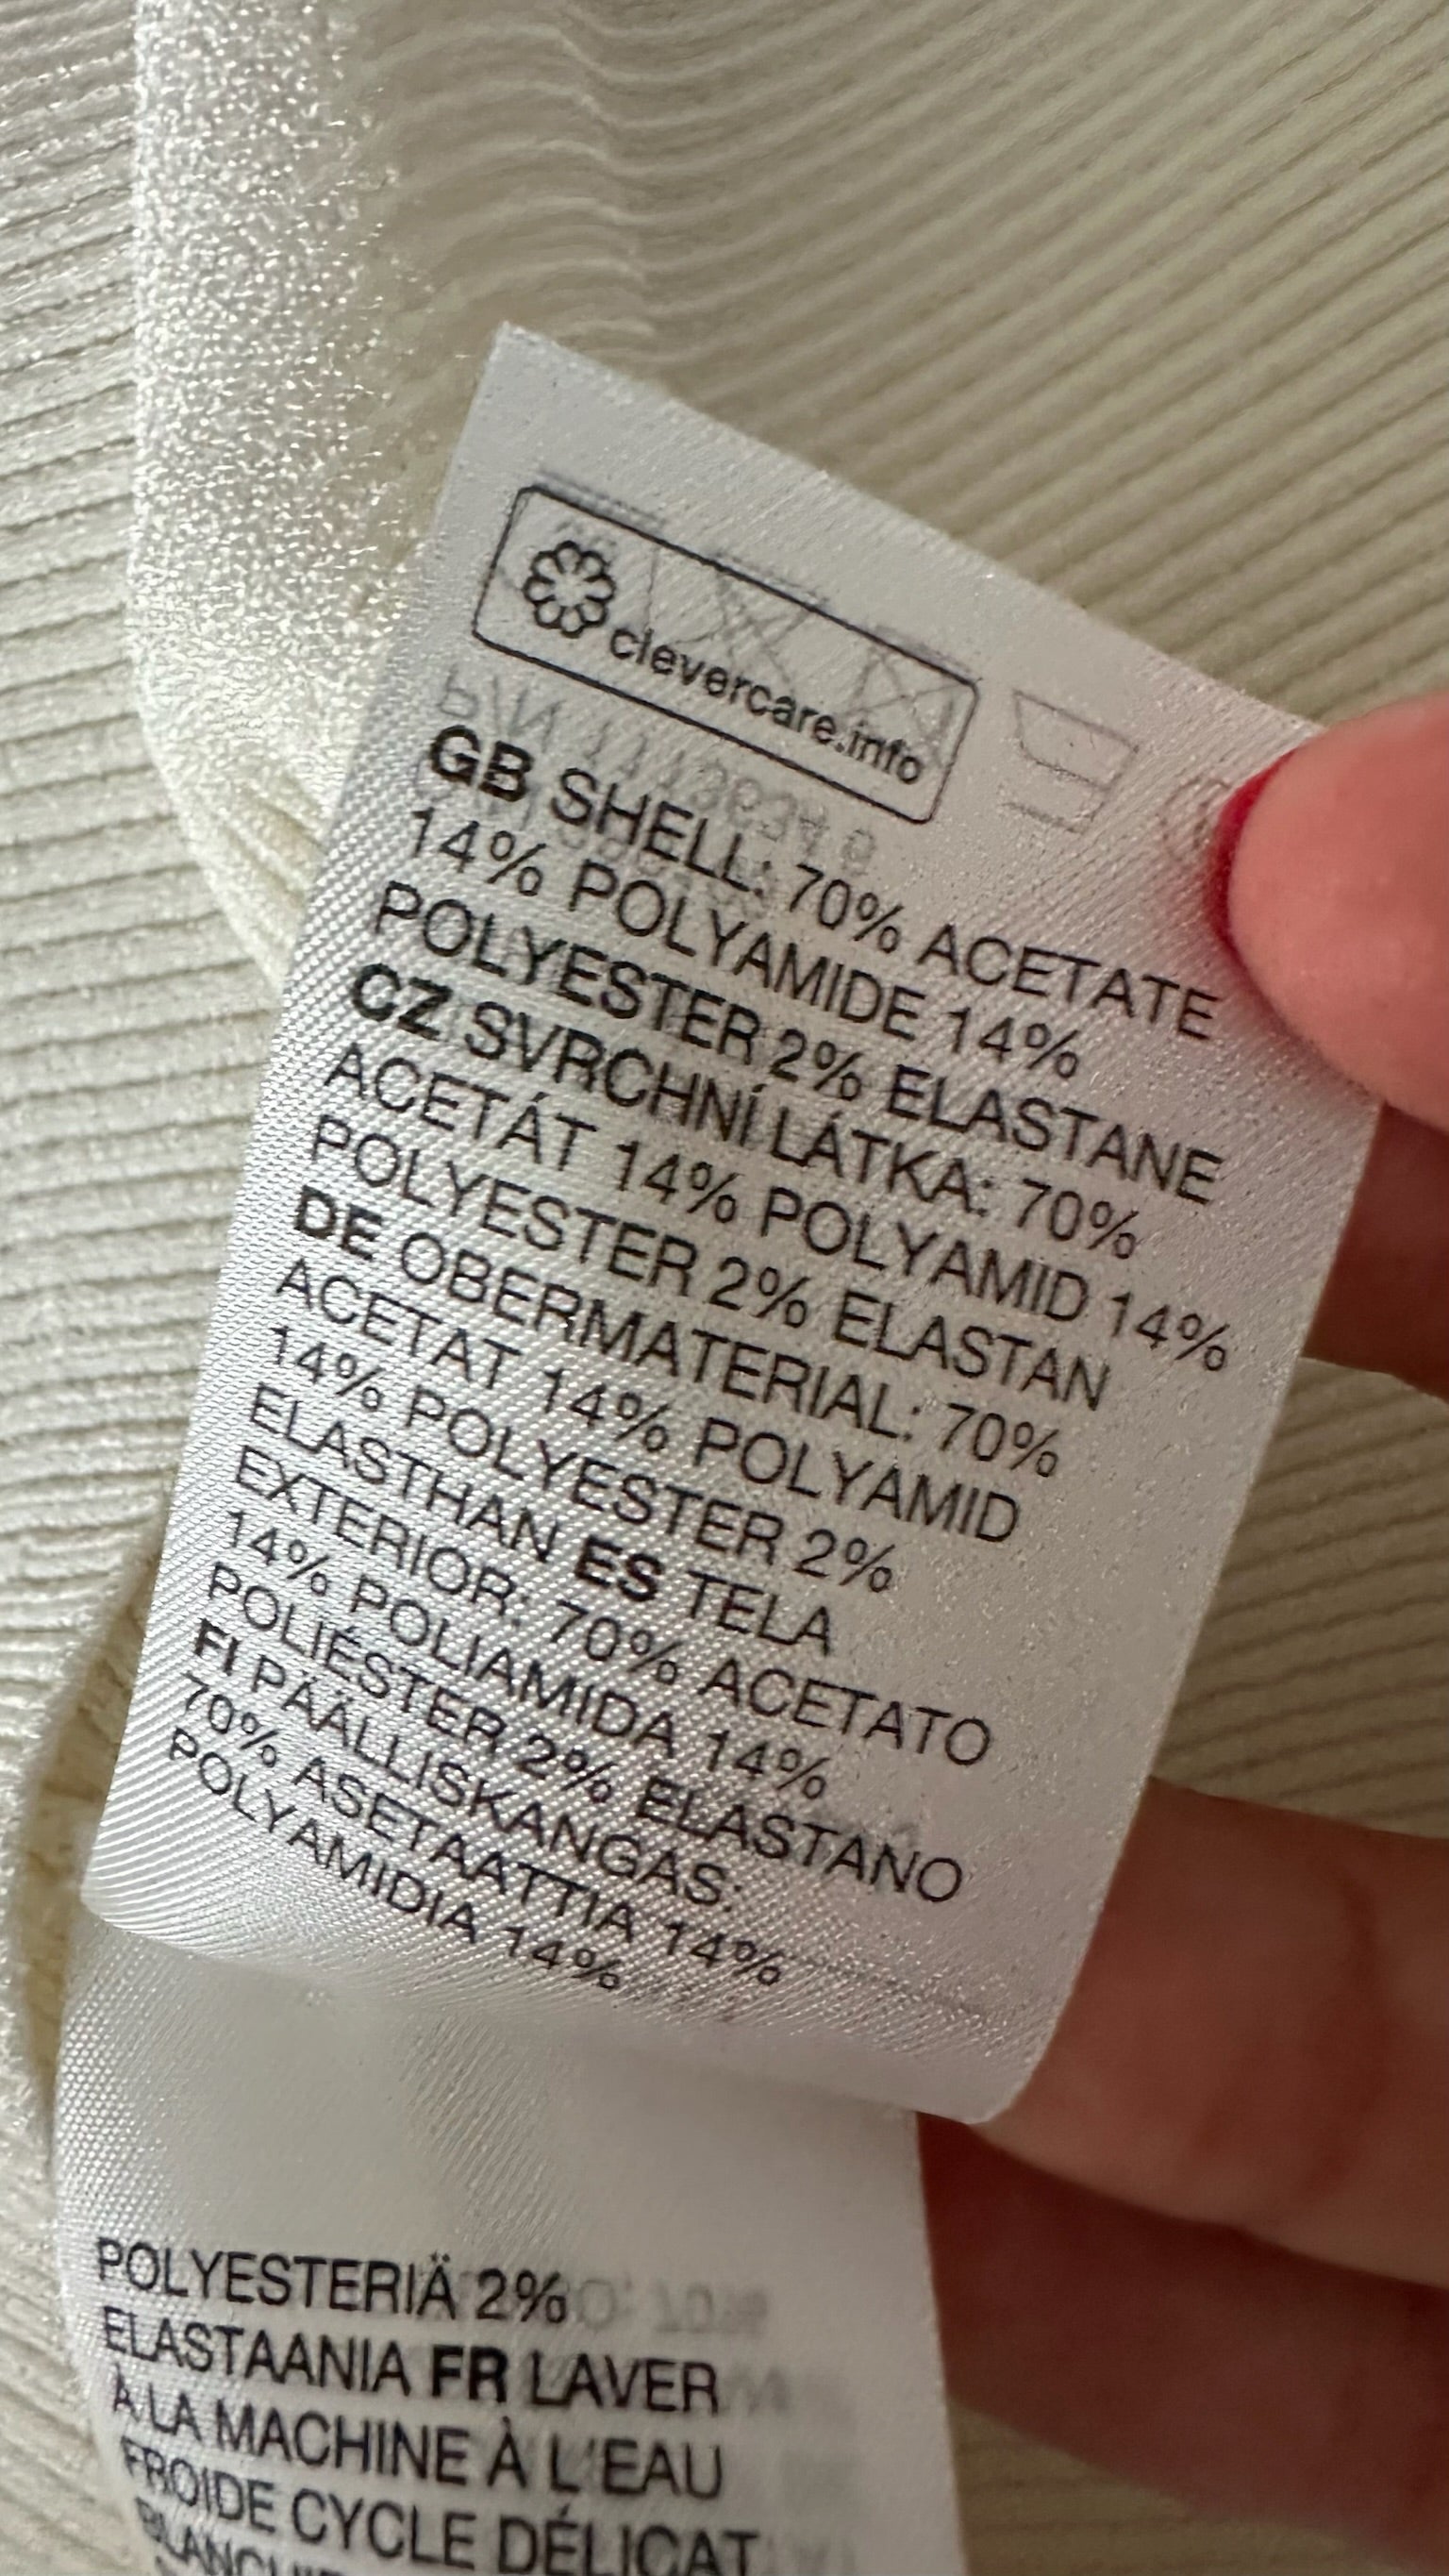 clevercare.info
GB SHELL: 70% ACETATE
14% POLYAMIDE 14%
POLYESTER 2% ELASTANE
CZ SVRCHNÍ LÁTKA: 70%
ACETÁT 14% POLYAMID 14%
POLYESTER 2% ELASTAN
DE OBERMATERIAL: 70%
ACETAT 14% POLYAMID
14% POLYESTER 2%
ELASTHAN ES TELA
EXTERIOR: 70% ACETATO
14% POLIAMIDA 14%
POLIÉSTER 2% ELASTANO
FI PÄÄLLISKANGAS:
70% ASETAATTIA 14%
POLYAMIDIA 14%
POLYESTERIÄ 2%
ELASTAANIA FR LAVER
À LA MACHINE À L'EAU
FROIDE CYCLE DÉLICAT